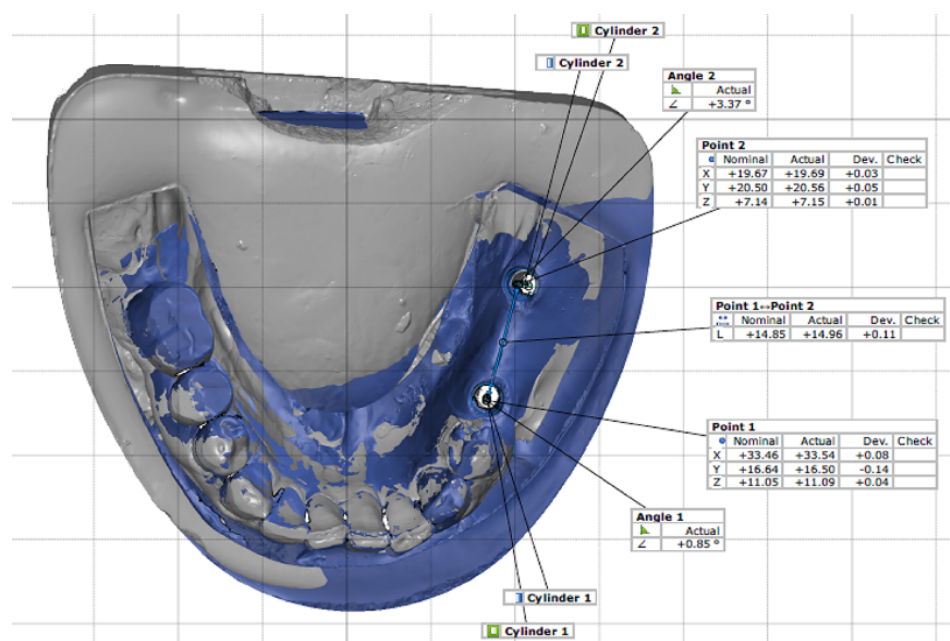 Cylinder 2
Cylinder 2
Angle 2
Actual
∠ +3.37 °
Point 2
Nominal Actual Dev. Check
X +19.67 +19.69 +0.03
Y +20.50 +20.56 +0.05
Z +7.14 +7.15 +0.01
Point 1↔Point 2
Nominal Actual Dev. Check
L +14.85 +14.96 +0.11
Point 1
Nominal Actual Dev. Check
X +33.46 +33.54 +0.08
Y +16.64 +16.50 -0.14
Z +11.05 +11.09 +0.04
Angle 1
Actual
∠ +0.85 °
Cylinder 1
Cylinder 1